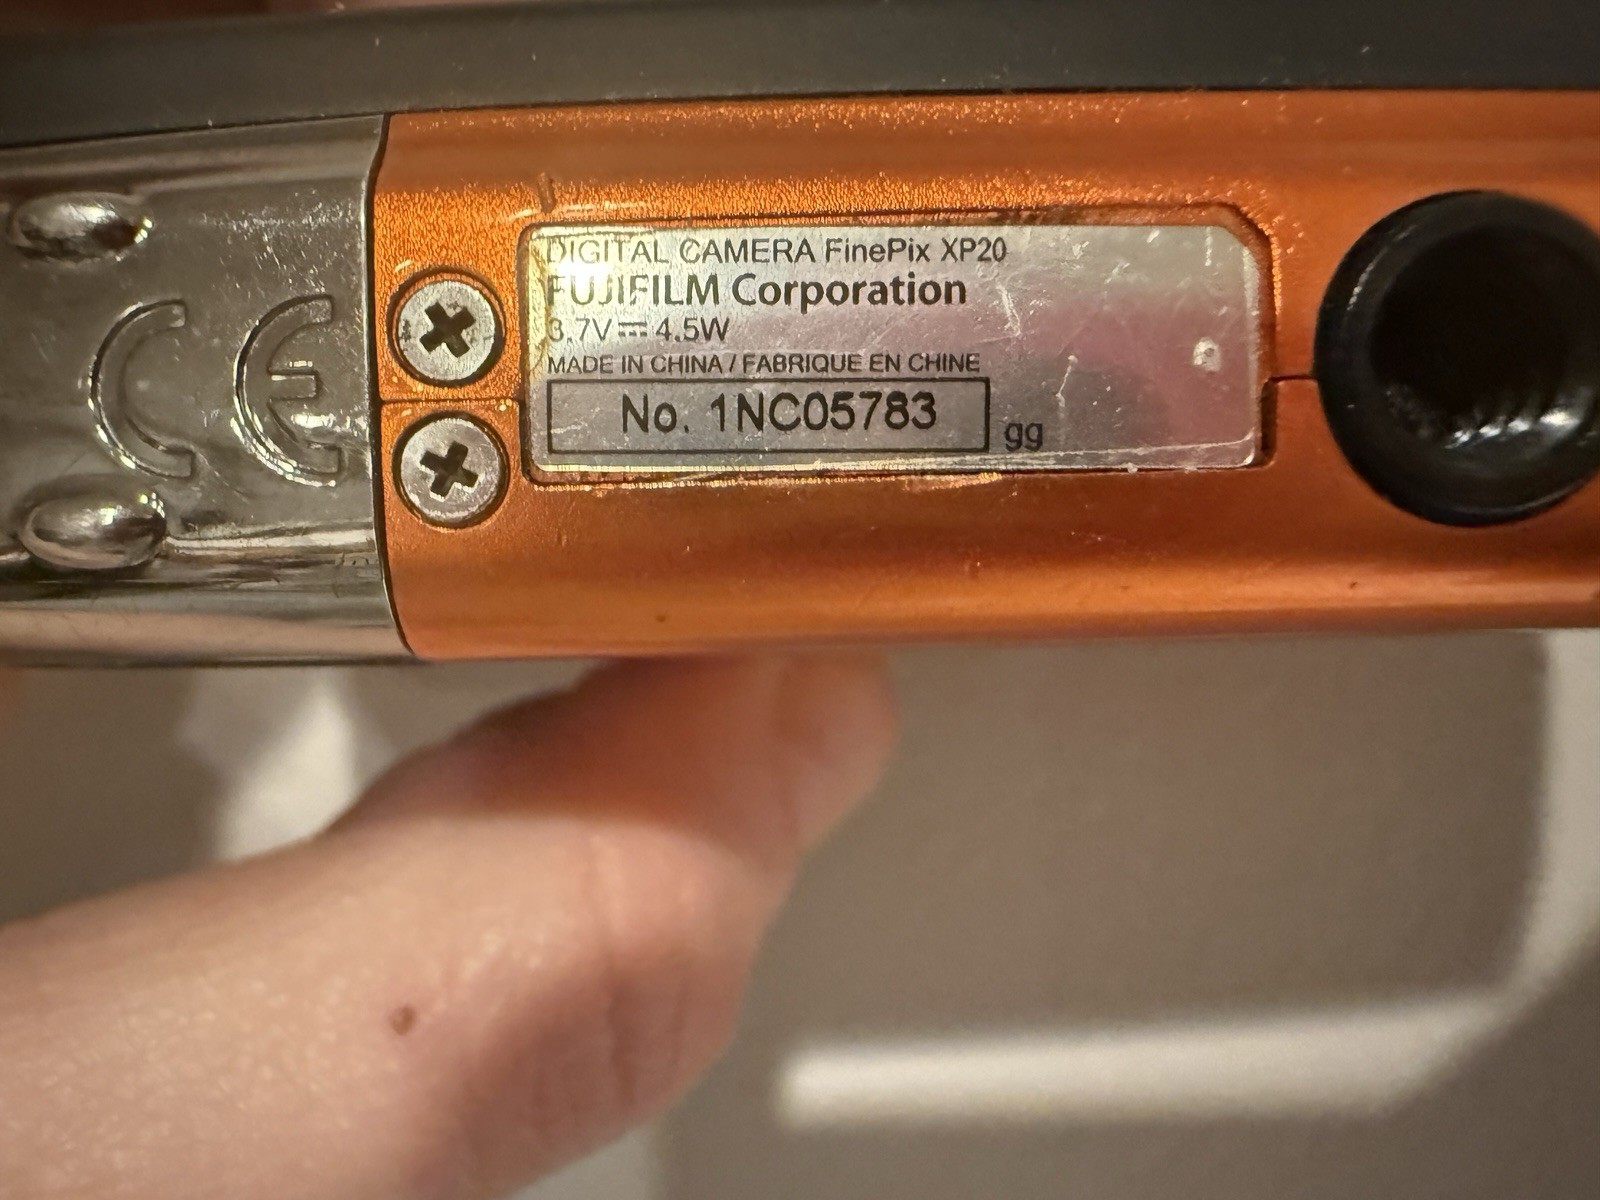 DIGITAL CAMERA FinePix XP20
FUJIFILM Corporation
3.7V⎓4.5W
MADE IN CHINA / FABRIQUE EN CHINE
No. 1NC05783
gg
CE